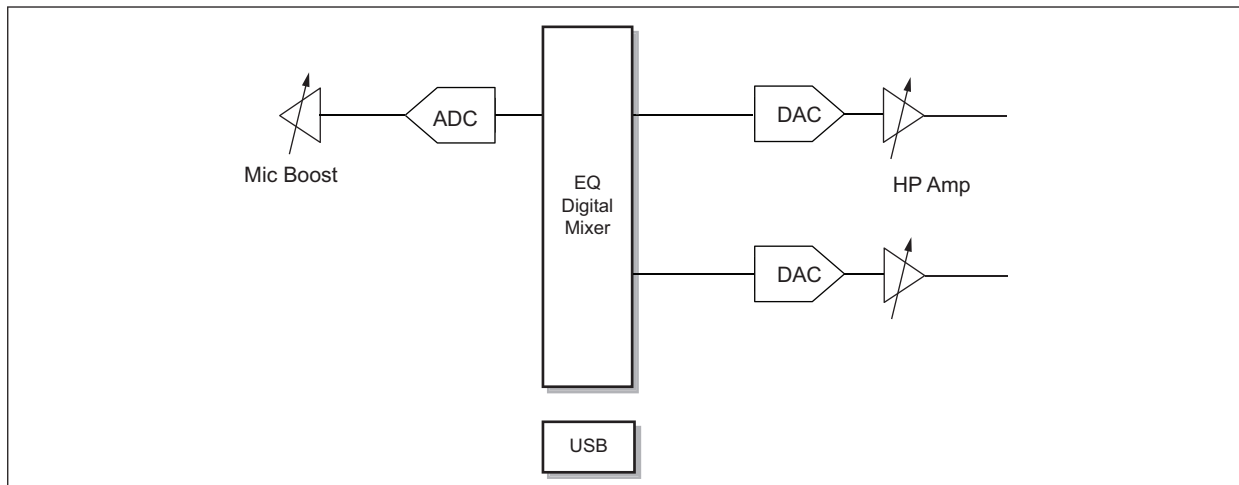 ADC
Mic Boost
EQ
Digital
Mixer
DAC
HP Amp
DAC
USB